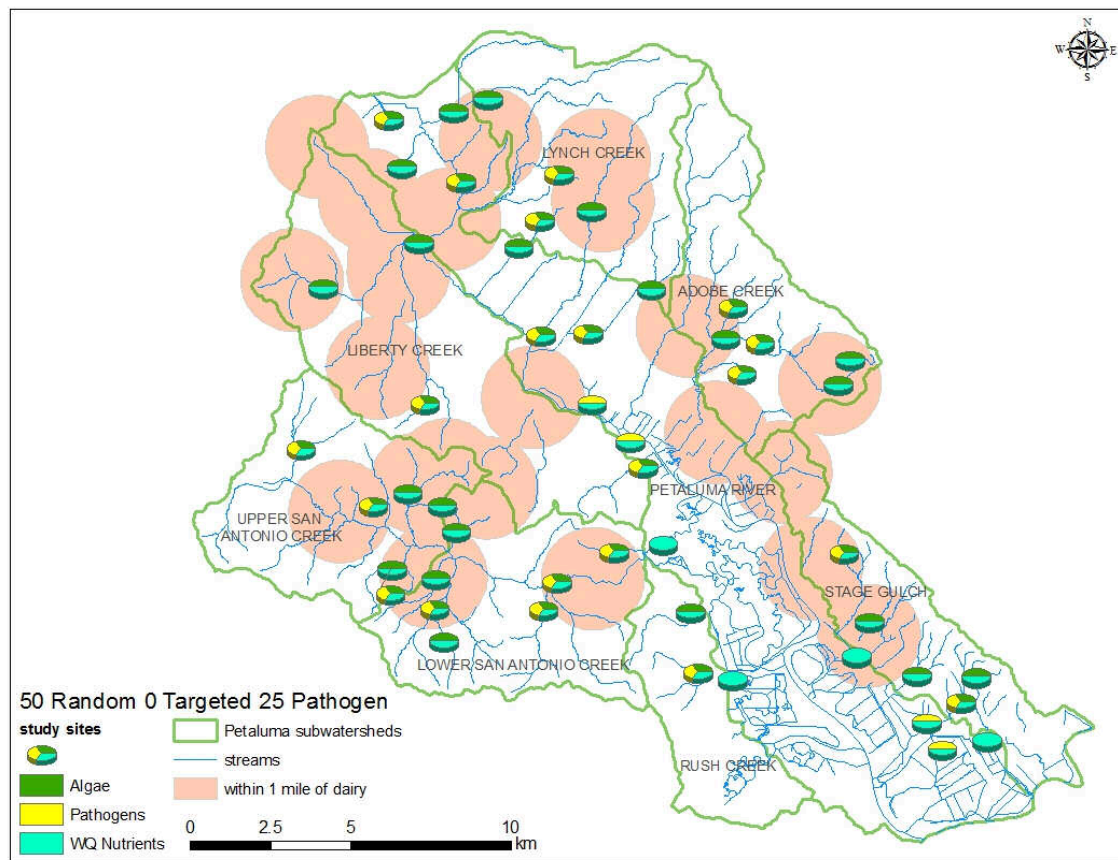 N
W E
S
LYNCH CREEK
ADOBE CREEK
LIBERTY CREEK
PETALUMA RIVER
UPPER SAN
ANTONIO CREEK
STAGE GULCH
LOWER SAN ANTONIO CREEK
RUSH CREEK
50 Random 0 Targeted 25 Pathogen
study sites
Algae
Pathogens
WQ Nutrients
Petaluma subwatersheds
streams
within 1 mile of dairy
0 2.5 5 10
km